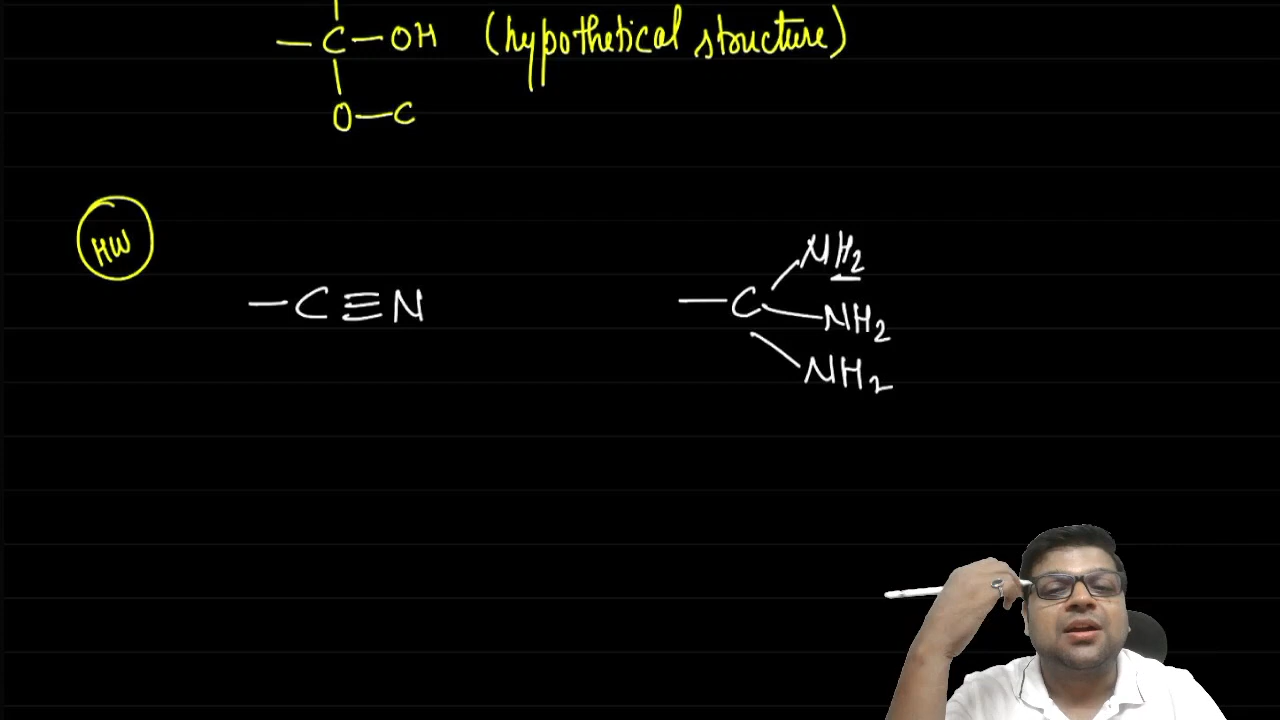 —C—OH (hypothetical structure)
O—C
HW
—C≡N
—C
NH₂
NH₂
NH₂